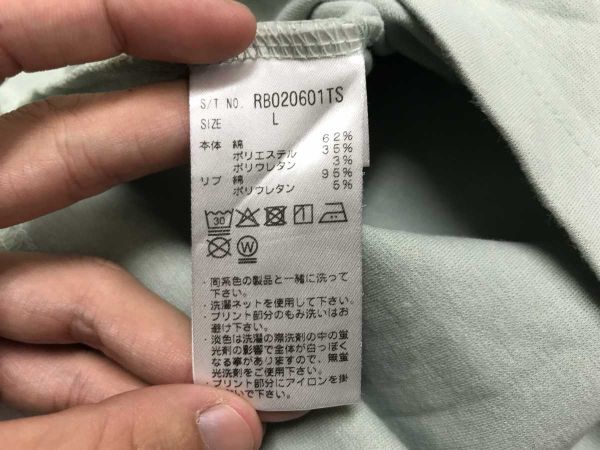 S/T NO. RB020601TS
SIZE L
本体 綿 62%
ポリエステル 35%
ポリウレタン 3%
リブ 綿 95%
ポリウレタン 5%
30
W
・同系色の製品と一緒に洗って
下さい。
・洗濯ネットを使用して下さい。
・プリント部分のもみ洗いはお
避け下さい。
・淡色は洗濯の際洗剤の中の蛍
光剤の影響で全体が白っぽく
なる事がありますので、無蛍
光洗剤をご使用下さい。
・プリント部分にアイロンを掛
いで下さい。